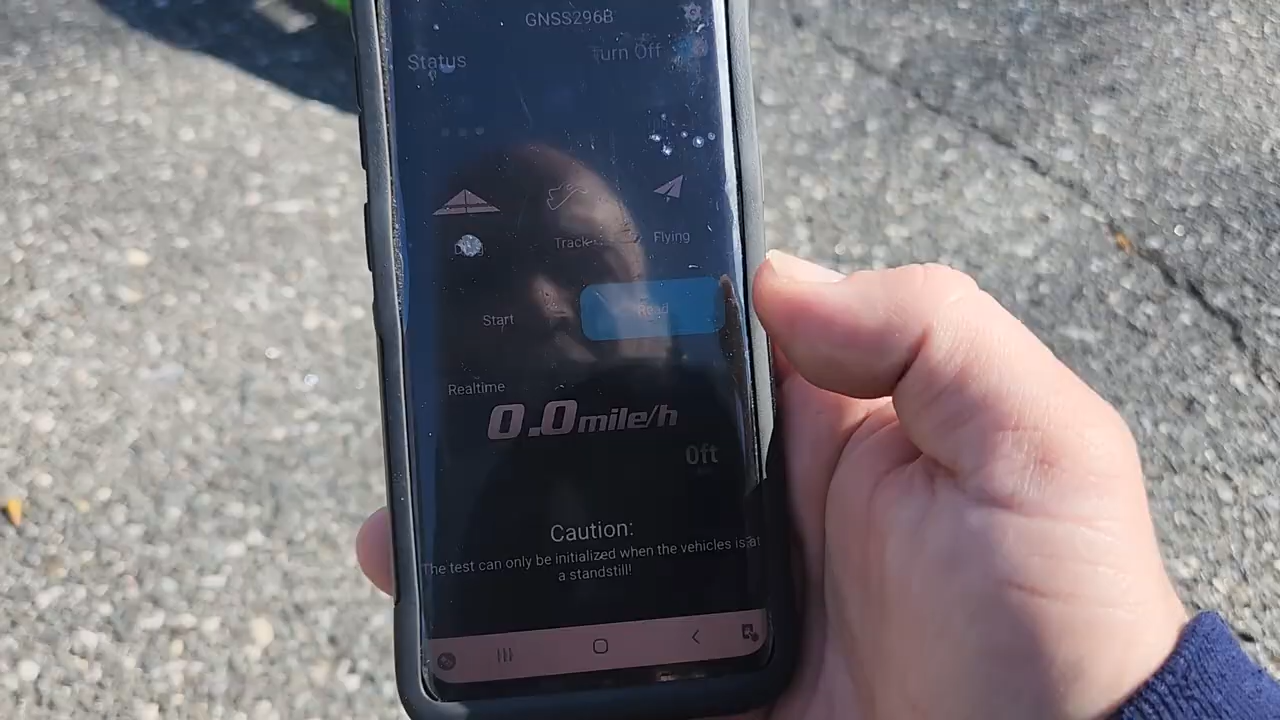 GNSS296B
Status
Turn Off
Drag
Track
Flying
Start
Read
Realtime
0.0mile/h
0ft
Caution:
The test can only be initialized when the vehicles is at
a standstill!